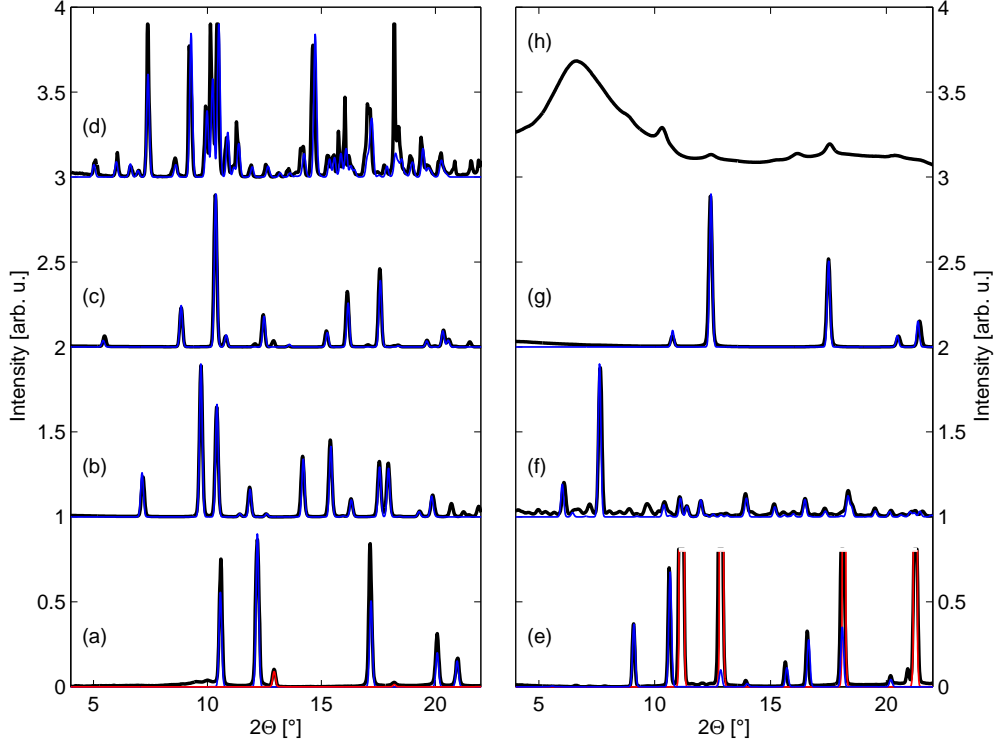 4
3.5
3
2.5
2
1.5
1
0.5
0
(d)
(c)
(b)
(a)
Intensity [arb. u.]
5 10 15 20
2Θ [°]
(h)
(g)
(f)
(e)
4
3.5
3
2.5
2
1.5
1
0.5
0
Intensity [arb. u.]
5 10 15 20
2Θ [°]